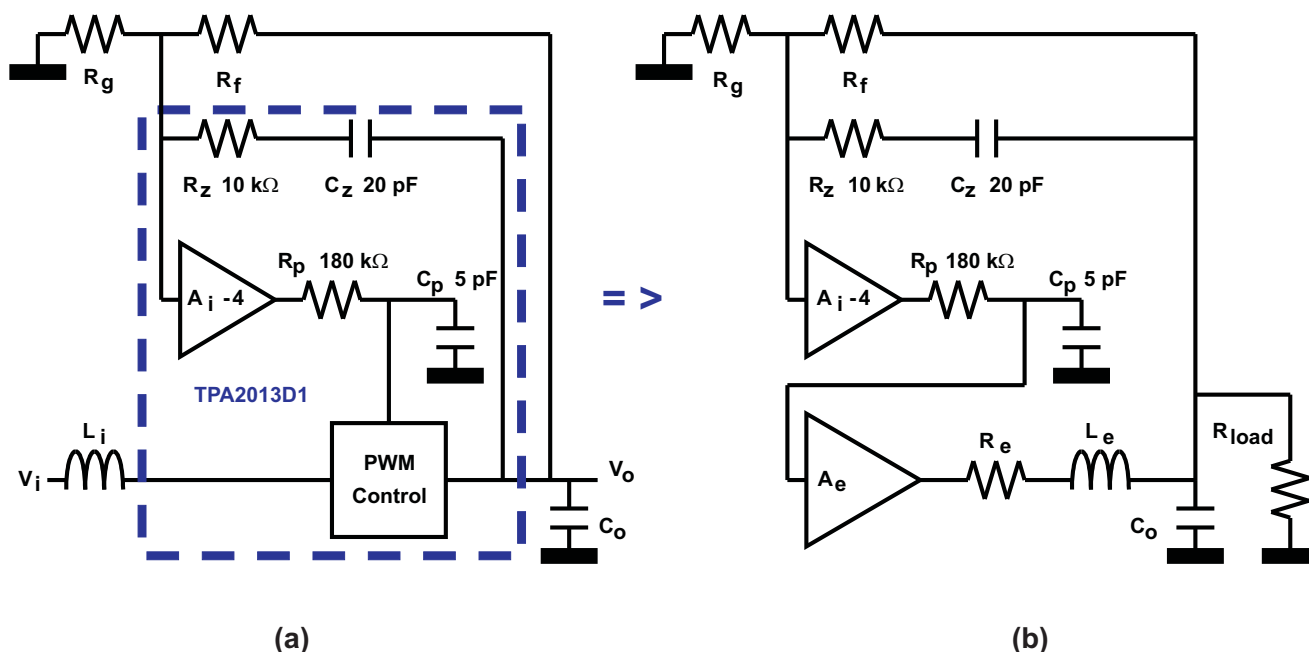 Rg
Rf
Rz 10 kΩ
Cz 20 pF
Ai -4
Rp 180 kΩ
Cp 5 pF
TPA2013D1
Li
Vi
PWM
Control
Vo
Co
(a)
= >
Rg
Rf
Rz 10 kΩ
Cz 20 pF
Ai -4
Rp 180 kΩ
Cp 5 pF
Ae
Re
Le
Rload
Co
(b)